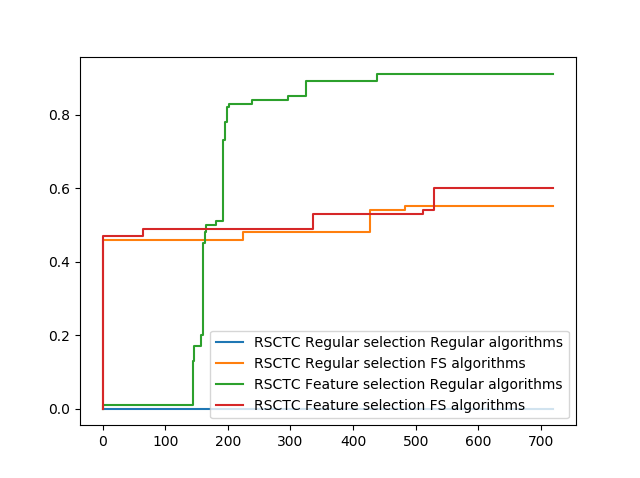 0.8
0.6
0.4
0.2
0.0
0 100 200 300 400 500 600 700
RSCTC Regular selection Regular algorithms
RSCTC Regular selection FS algorithms
RSCTC Feature selection Regular algorithms
RSCTC Feature selection FS algorithms